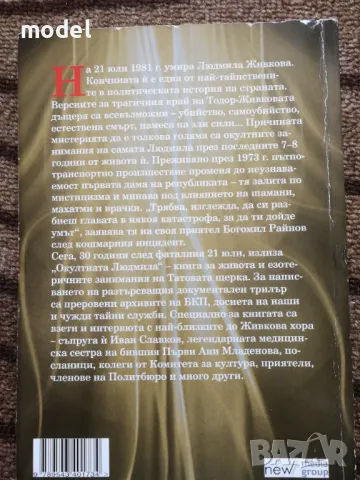 На 21 юли 1981 г. умира Людмила Живкова.
Кончината ѝ е една от най-тайнствени-
те в политическата история на страната.
Версиите за трагичния край на Тодор-Живковата
дъщеря са всевъзможни – убийство, самоубийство,
естествена смърт, намеса на зли сили... Причината
мистерията да е толкова голяма са окултните за-
нимания на самата Людмила през последните 7–8
години от живота ѝ. Преживяно през 1973 г. пътно-
транспортно произшествие променя до неузнава-
емост първата дама на републиката – тя залита по
мистицизма и минава под влиянието на шамани,
махатми и врачки. „Трябва, изглежда, да си раз-
биеш главата в някоя катастрофа, за да ти дойде
умът“, заявява тя на своя приятел Богомил Райнов
след кошмарния инцидент.
Сега, 30 години след фаталния 21 юли, излиза
„Окултната Людмила“ – книга за живота и езоте-
ричните занимания на Татовата щерка. За написва-
нето на разтърсващия документален трилър
са преровени архивите на БКП, досиета на наши
и чужди тайни служби. Специално за книгата са
взети и интервюта с най-близките до Живкова хора
– съпруга ѝ Иван Славков, легендарната медицин-
ска сестра на бившия Първи Ани Младенова, по-
сланици, колеги от Комитета за култура, приятели,
членове на Политбюро и много други.
9 789543 401734
new media group
bazar